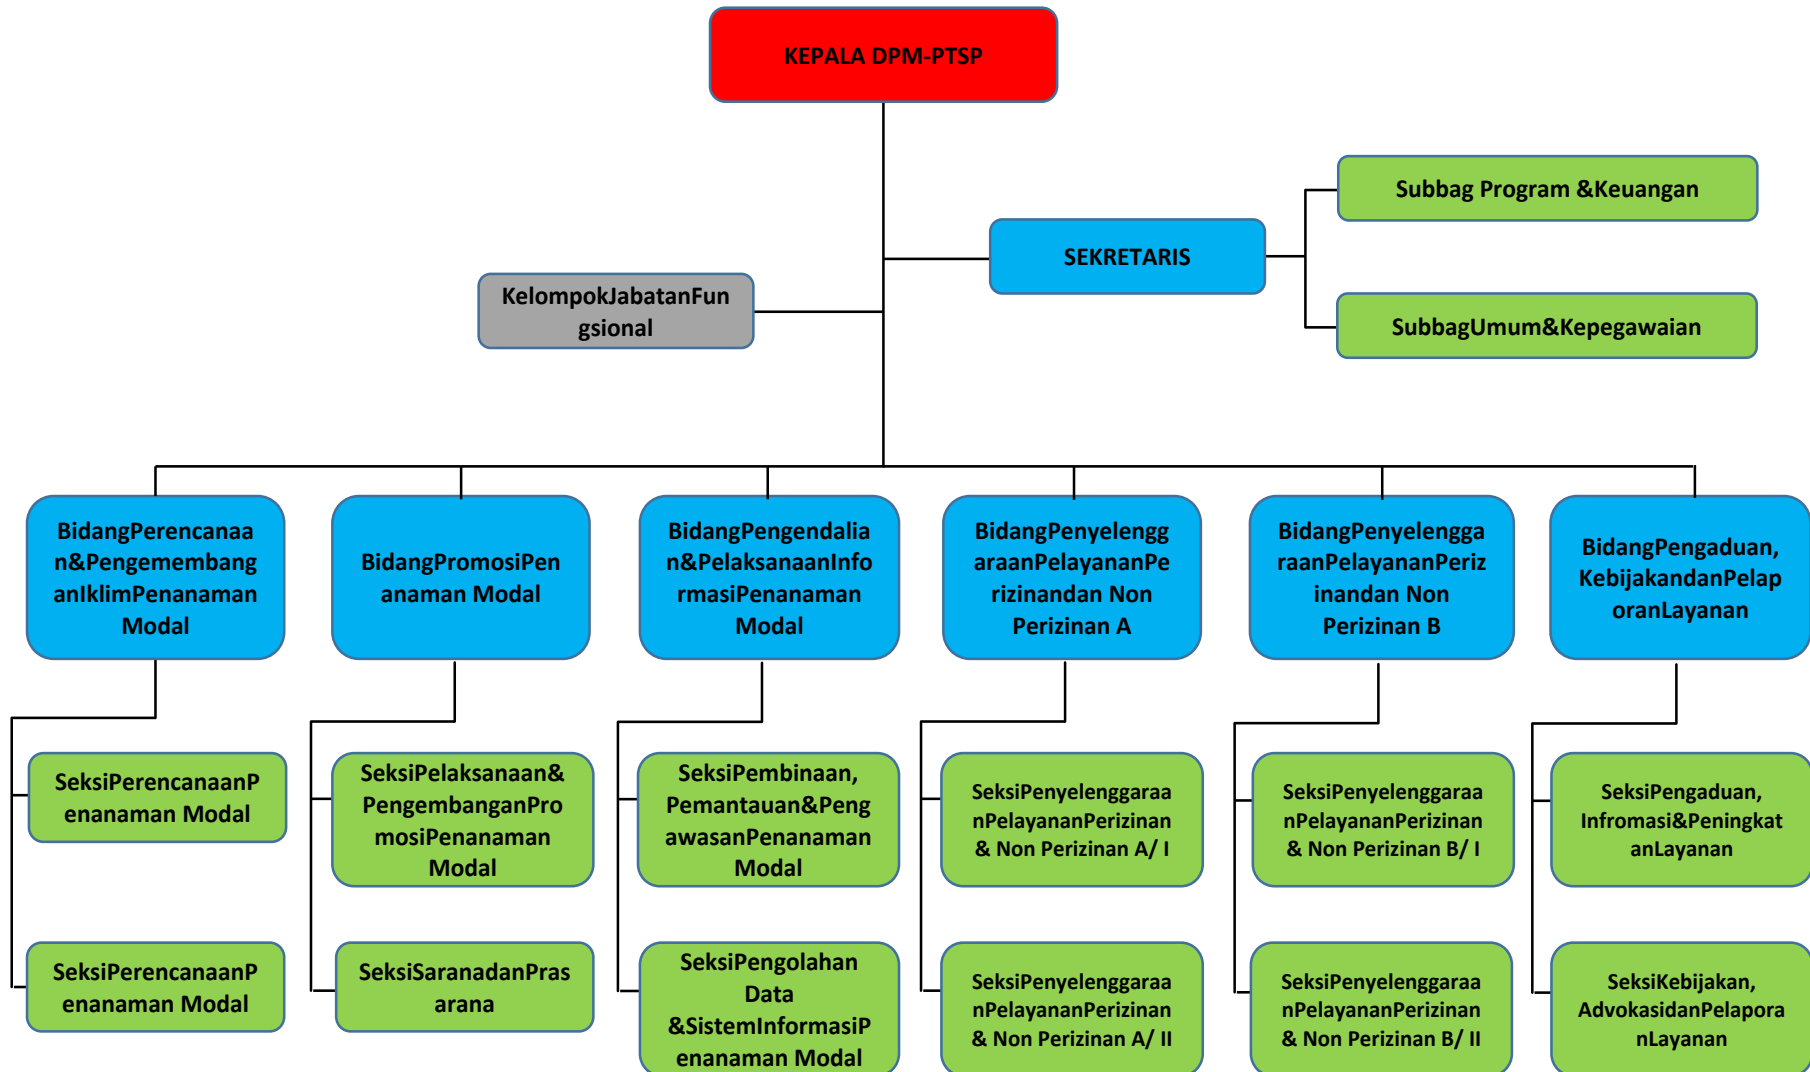 KEPALA DPM-PTSP
Subbag Program &Keuangan
SEKRETARIS
KelompokJabatanFun
gsional
SubbagUmum&Kepegawaian
BidangPerencanaa
n&Pengemembang
anIklimPenanaman
Modal
BidangPromosiPen
anaman Modal
BidangPengendalia
n&PelaksanaanInfo
rmasiPenanaman
Modal
BidangPenyelengg
araanPelayananPe
rizinandan Non
Perizinan A
BidangPenyelengga
raanPelayananPeriz
inandan Non
Perizinan B
BidangPengaduan,
KebijakandanPelap
oranLayanan
SeksiPerencanaanP
enanaman Modal
SeksiPelaksanaan&
PengembanganPro
mosiPenanaman
Modal
SeksiPembinaan,
Pemantauan&Peng
awasanPenanaman
Modal
SeksiPenyelenggaraa
nPelayananPerizinan
& Non Perizinan A/ I
SeksiPenyelenggaraa
nPelayananPerizinan
& Non Perizinan B/ I
SeksiPengaduan,
Infromasi&Peningkat
anLayanan
SeksiPerencanaanP
enanaman Modal
SeksiSaranadanPras
arana
SeksiPengolahan
Data
&SistemInformasiP
enanaman Modal
SeksiPenyelenggaraa
nPelayananPerizinan
& Non Perizinan A/ II
SeksiPenyelenggaraa
nPelayananPerizinan
& Non Perizinan B/ II
SeksiKebijakan,
AdvokasidanPelapora
nLayanan